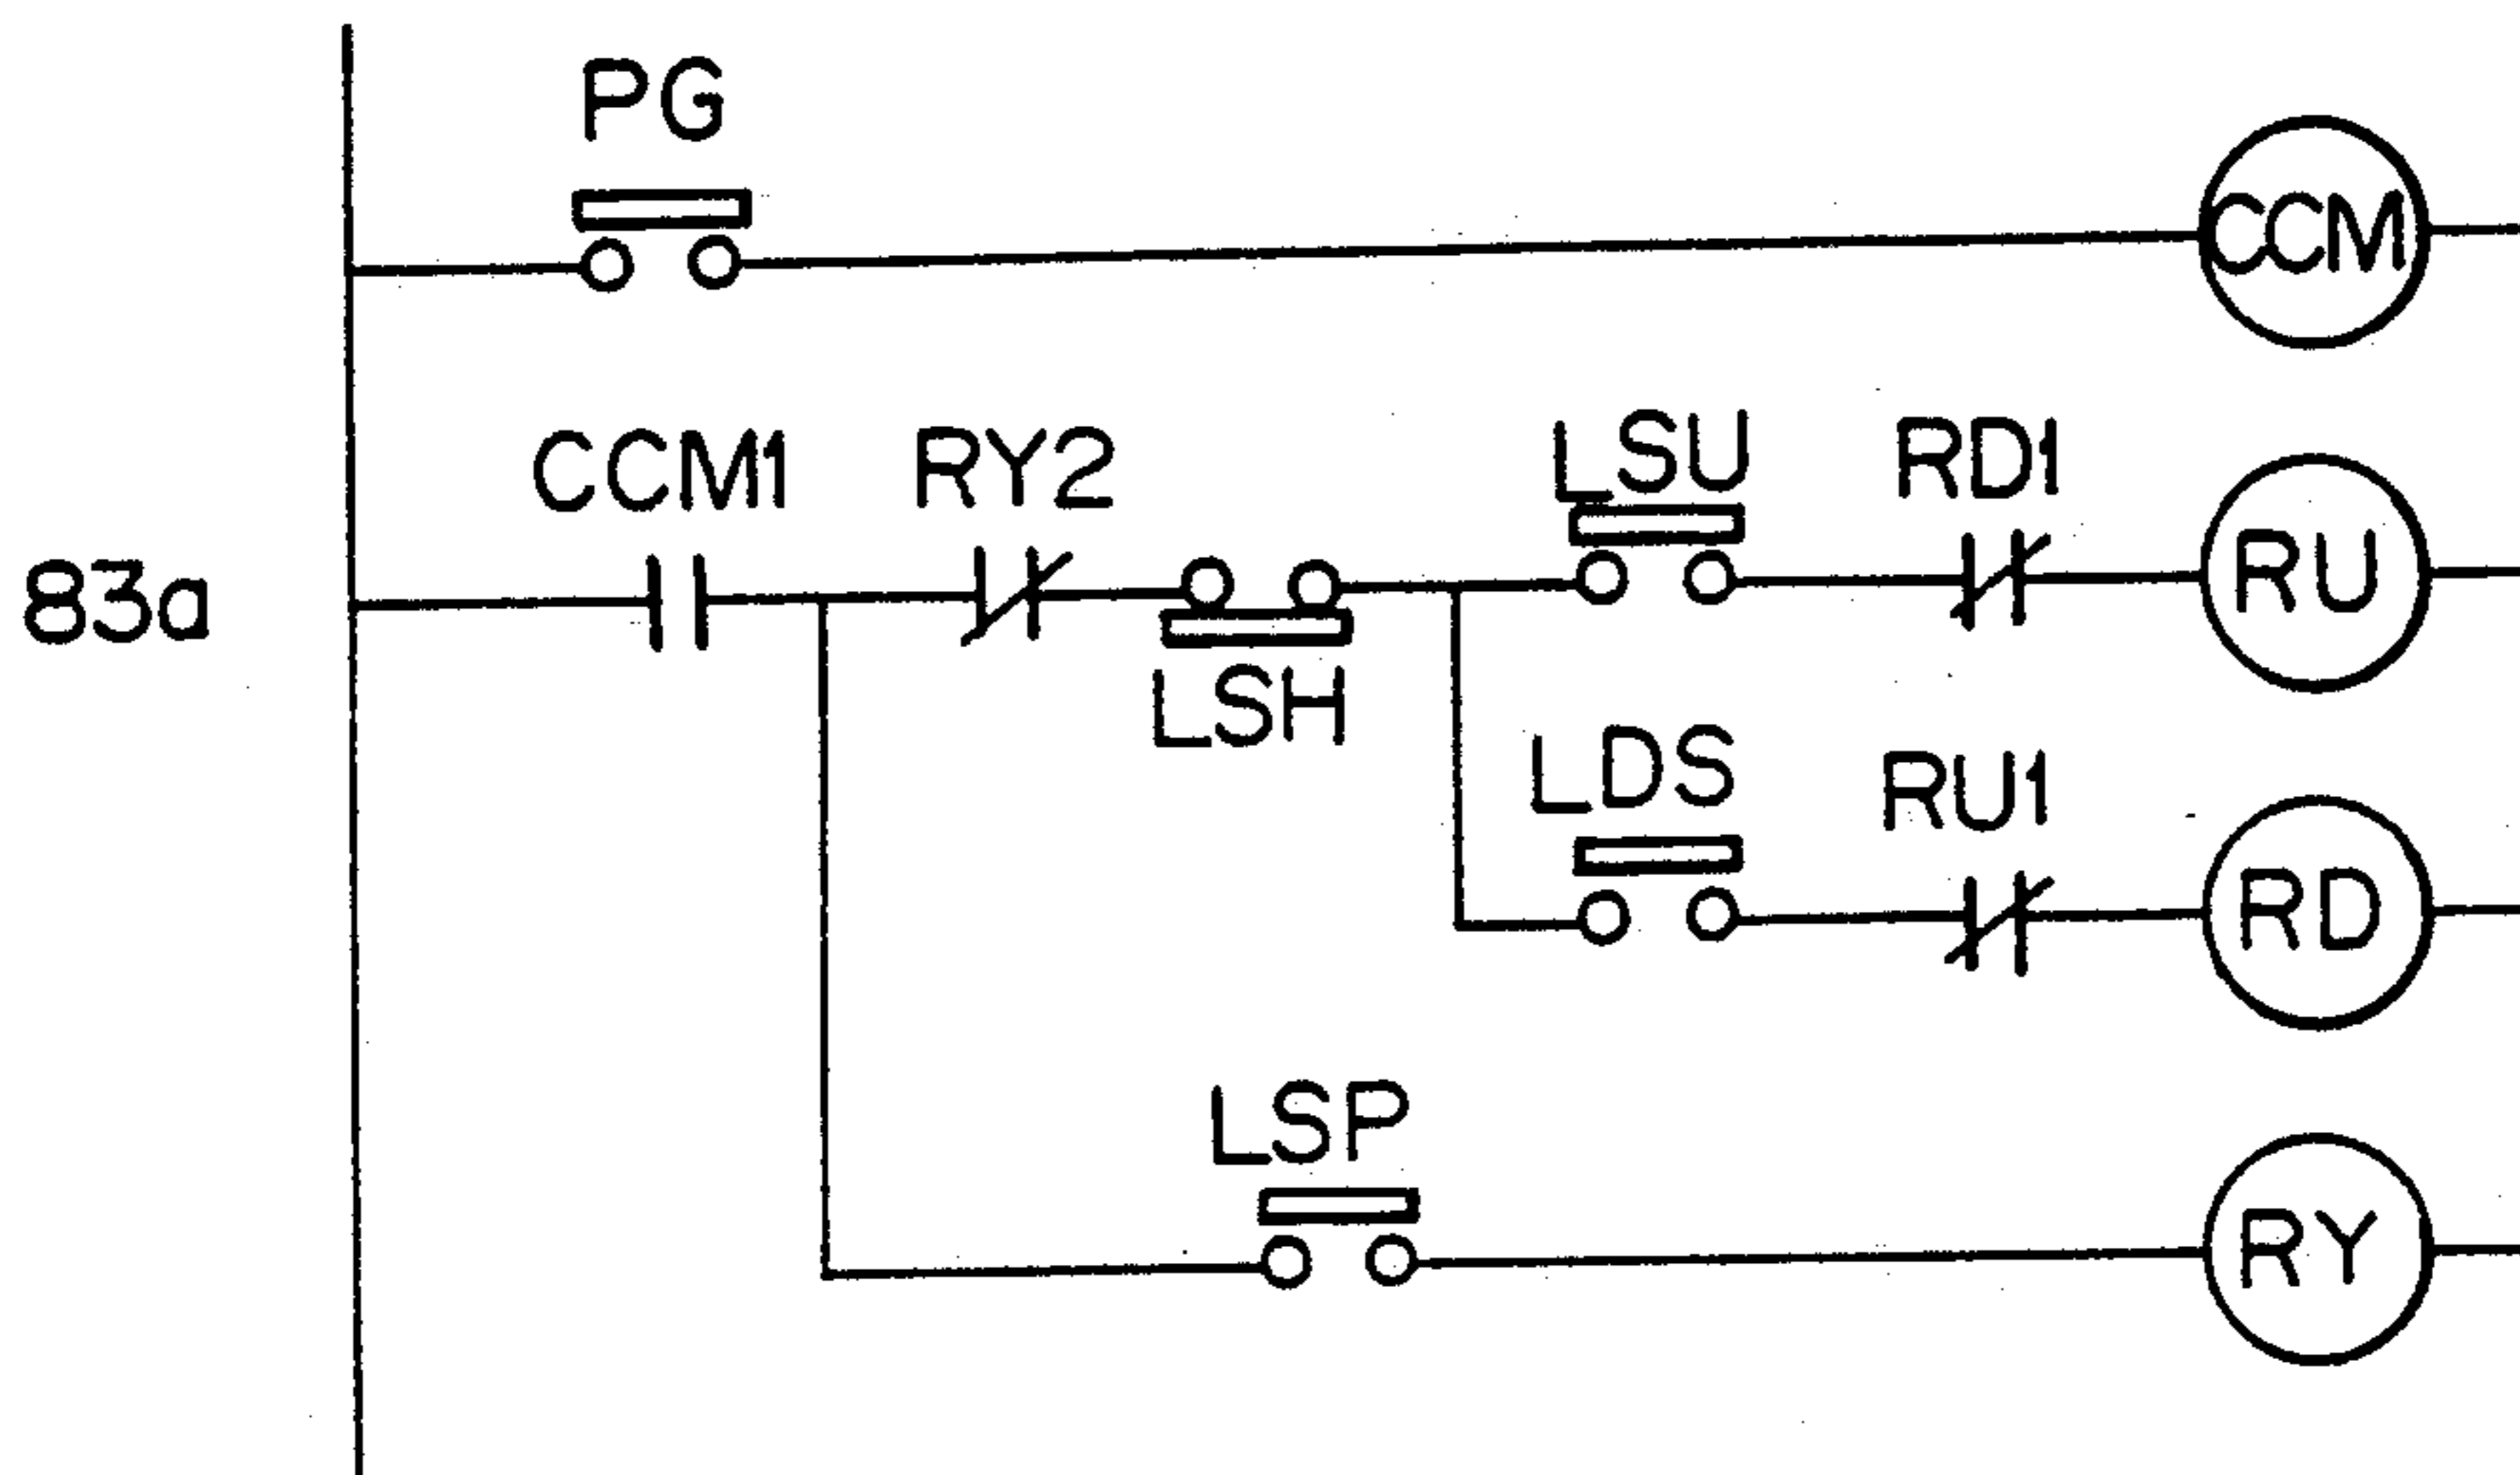 PG
CCM
CCM1 RY2 LSU RD1
83a RU
LSH
LDS RU1
RD
LSP
RY